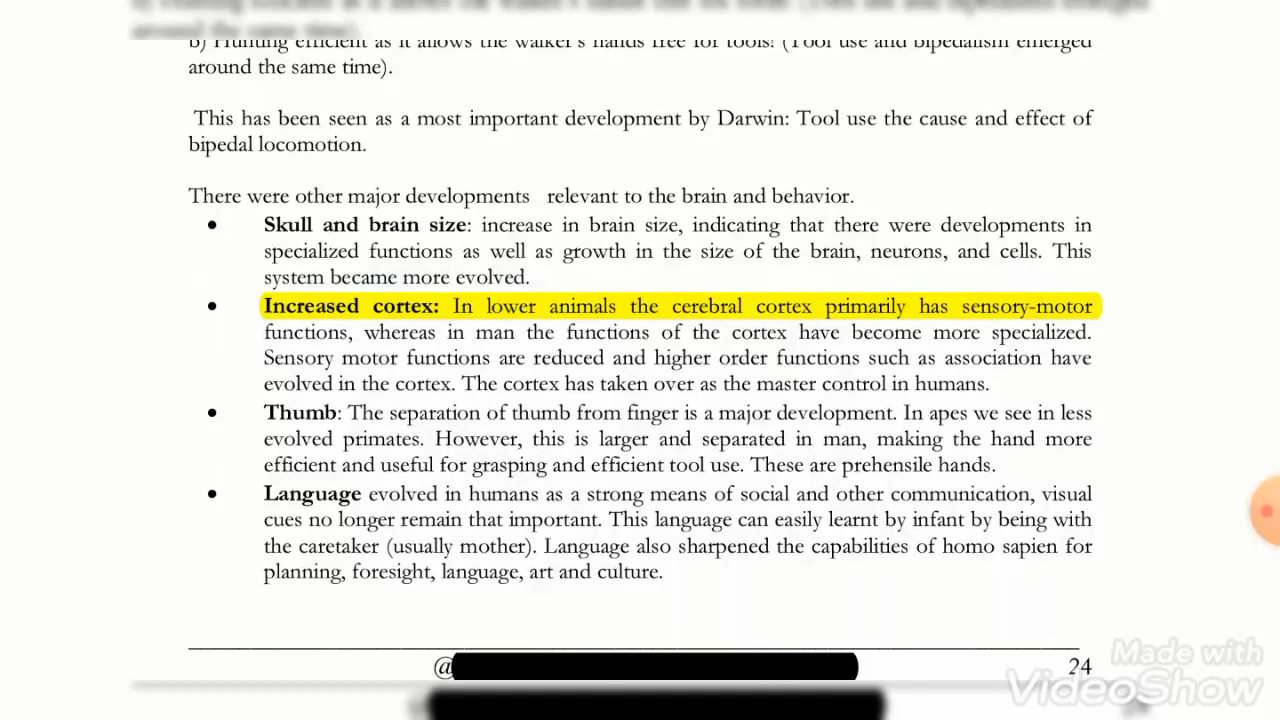 around the same time).
b) Hunting efficient as it allows the walker's hands free for tools! (Tool use and bipedalism emerged
around the same time).
This has been seen as a most important development by Darwin: Tool use the cause and effect of
bipedal locomotion.
There were other major developments relevant to the brain and behavior.
• Skull and brain size: increase in brain size, indicating that there were developments in
specialized functions as well as growth in the size of the brain, neurons, and cells. This
system became more evolved.
• Increased cortex: In lower animals the cerebral cortex primarily has sensory-motor
functions, whereas in man the functions of the cortex have become more specialized.
Sensory motor functions are reduced and higher order functions such as association have
evolved in the cortex. The cortex has taken over as the master control in humans.
• Thumb: The separation of thumb from finger is a major development. In apes we see in less
evolved primates. However, this is larger and separated in man, making the hand more
efficient and useful for grasping and efficient tool use. These are prehensile hands.
• Language evolved in humans as a strong means of social and other communication, visual
cues no longer remain that important. This language can easily learnt by infant by being with
the caretaker (usually mother). Language also sharpened the capabilities of homo sapien for
planning, foresight, language, art and culture.
@ 24
Made with
VideoShow